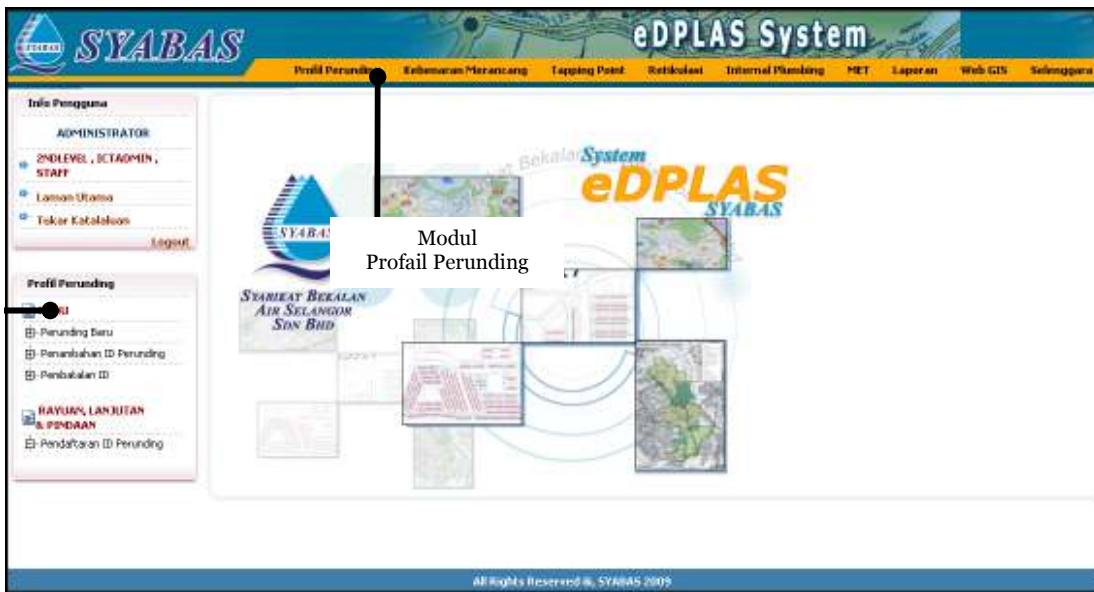 SYABAS
SYABAS
eDPLAS System
Profil Perunding Kebenaran Merancang Tapping Point Retikulasi Internal Plumbing MET Laporan Web GIS Selenggara
Info Pengguna
ADMINISTRATOR
2NDLEVEL , ICTADMIN ,
STAFF
Laman Utama
Tukar Katalaluan
Logout
Profil Perunding
Perunding Baru
Penambahan ID Perunding
Pembatalan ID
RAYUAN, LANJUTAN
& PINDAAN
Pendaftaran ID Perunding
Bekalan
System
eDPLAS
SYABAS
SYABAS
SYARIKAT BEKALAN
AIR SELANGOR
SDN BHD
Modul
Profail Perunding
All Rights Reserved ®, SYABAS 2009